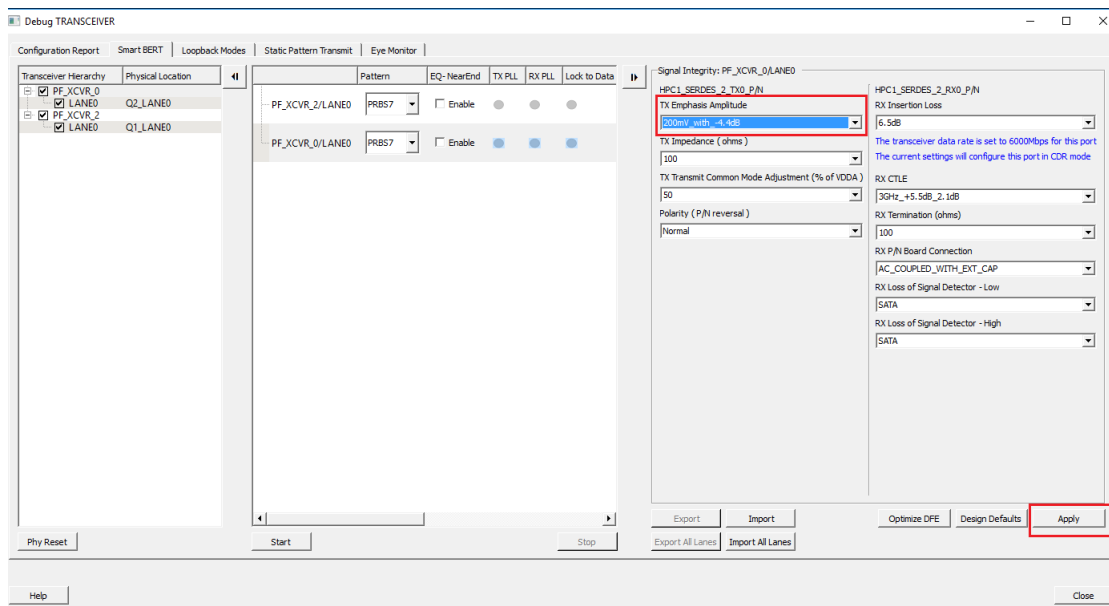 Debug TRANSCEIVER
Configuration Report Smart BERT Loopback Modes Static Pattern Transmit Eye Monitor
Transceiver Hierarchy Physical Location
PF_XCVR_0
LANE0 Q2_LANE0
PF_XCVR_2
LANE0 Q1_LANE0
Phy Reset
Pattern EQ-NearEnd TX PLL RX PLL Lock to Data
PF_XCVR_2/LANE0 PRBS7 Enable
PF_XCVR_0/LANE0 PRBS7 Enable
Start Stop
Signal Integrity: PF_XCVR_0/LANE0
HPC1_SERDES_2_TX0_P/N
TX Emphasis Amplitude
200mV_with_-4.4dB
TX Impedance ( ohms )
100
TX Transmit Common Mode Adjustment (% of VDDA )
50
Polarity ( P/N reversal )
Normal
HPC1_SERDES_2_RX0_P/N
RX Insertion Loss
6.5dB
The transceiver data rate is set to 6000Mbps for this port
The current settings will configure this port in CDR mode
RX CTLE
3GHz_+5.5dB_2.1dB
RX Termination (ohms)
100
RX P/N Board Connection
AC_COUPLED_WITH_EXT_CAP
RX Loss of Signal Detector - Low
SATA
RX Loss of Signal Detector - High
SATA
Export Import Optimize DFE Design Defaults Apply
Export All Lanes Import All Lanes
Help Close